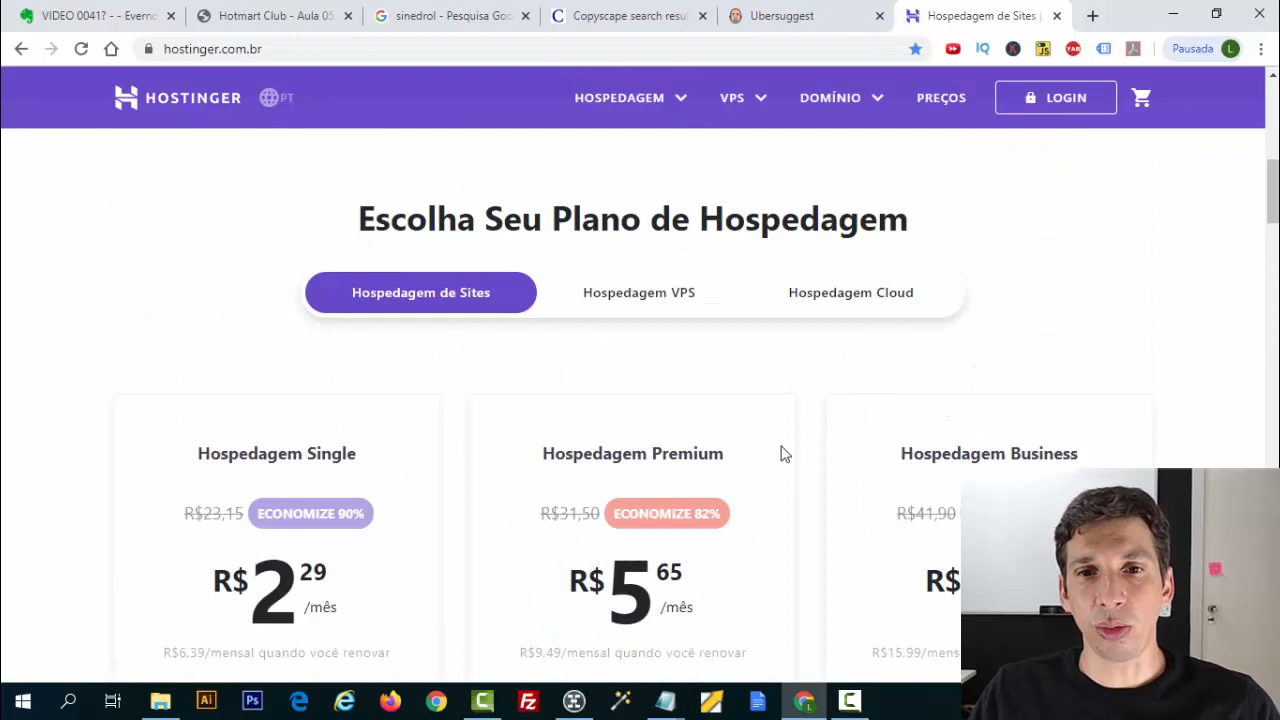 VIDEO 0041? - - Everno
Hotmart Club - Aula 05
sinedrol - Pesquisa Goo
Copyscape search resul
Ubersuggest
Hospedagem de Sites |
hostinger.com.br
Pausada L
HOSTINGER PT HOSPEDAGEM VPS DOMÍNIO PREÇOS LOGIN
Escolha Seu Plano de Hospedagem
Hospedagem de Sites
Hospedagem VPS
Hospedagem Cloud
Hospedagem Single
Hospedagem Premium
Hospedagem Business
R$23,15 ECONOMIZE 90%
R$31,50 ECONOMIZE 82%
R$41,90
R$2 29 /mês
R$5 65 /mês
R$
R$6,39/mensal quando você renovar
R$9,49/mensal quando você renovar
R$15,99/mens